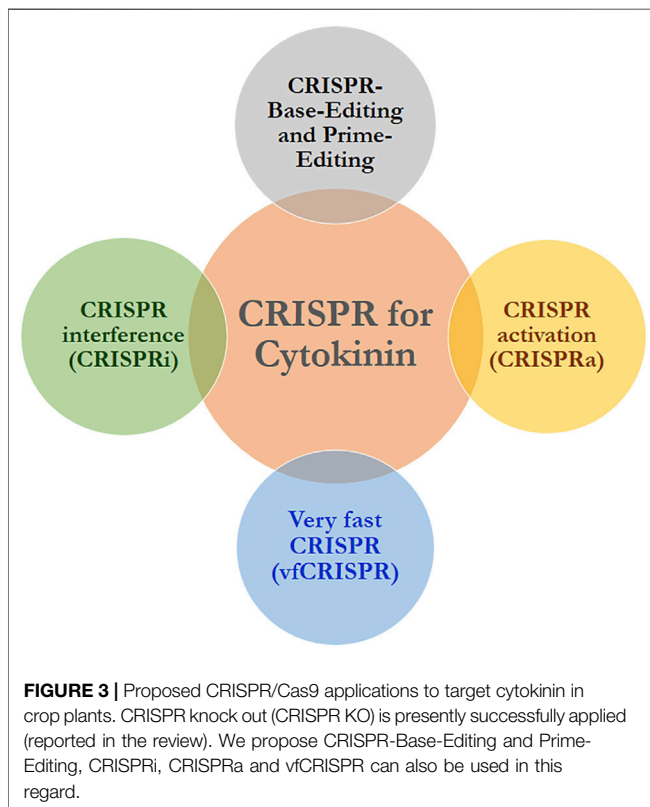 CRISPR-
Base-Editing
and Prime-
Editing
CRISPR
interference
(CRISPRi)
CRISPR for
Cytokinin
CRISPR
activation
(CRISPRa)
Very fast
CRISPR
(vfCRISPR)
FIGURE 3 | Proposed CRISPR/Cas9 applications to target cytokinin in
crop plants. CRISPR knock out (CRISPR KO) is presently successfully applied
(reported in the review). We propose CRISPR-Base-Editing and Prime-
Editing, CRISPRi, CRISPRa and vfCRISPR can also be used in this
regard.